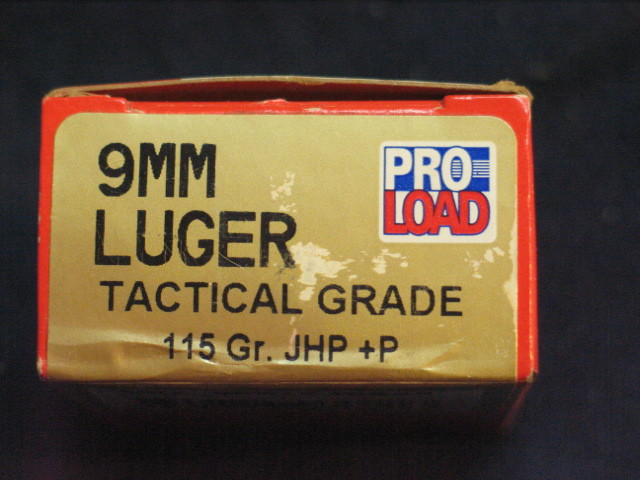 9MM
LUGER
PRO
LOAD
TACTICAL GRADE
115 Gr. JHP +P